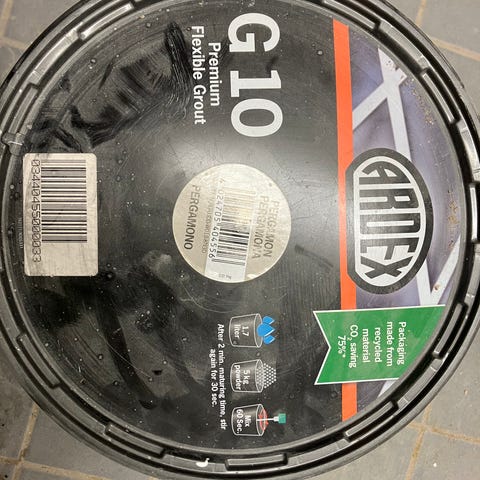 G 10
Premium
Flexible Grout
ARDEX
Packaging
made from
recycled
material
CO₂ saving
75%*
PERGAMON
PERGAMONO
1.7
liter
5 kg
powder
Mix
60 Sec.
After 2 min. maturing time, stir
again for 30 sec.